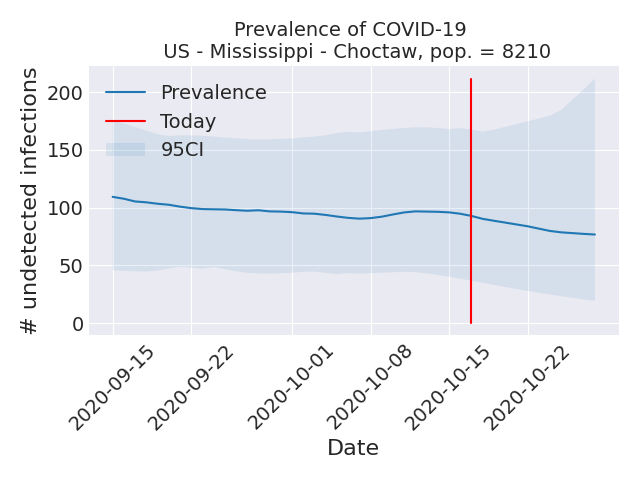 Prevalence of COVID-19
US - Mississippi - Choctaw, pop. = 8210
# undetected infections
200
150
100
50
0
Prevalence
Today
95CI
2020-09-15
2020-09-22
2020-10-01
2020-10-08
2020-10-15
2020-10-22
Date